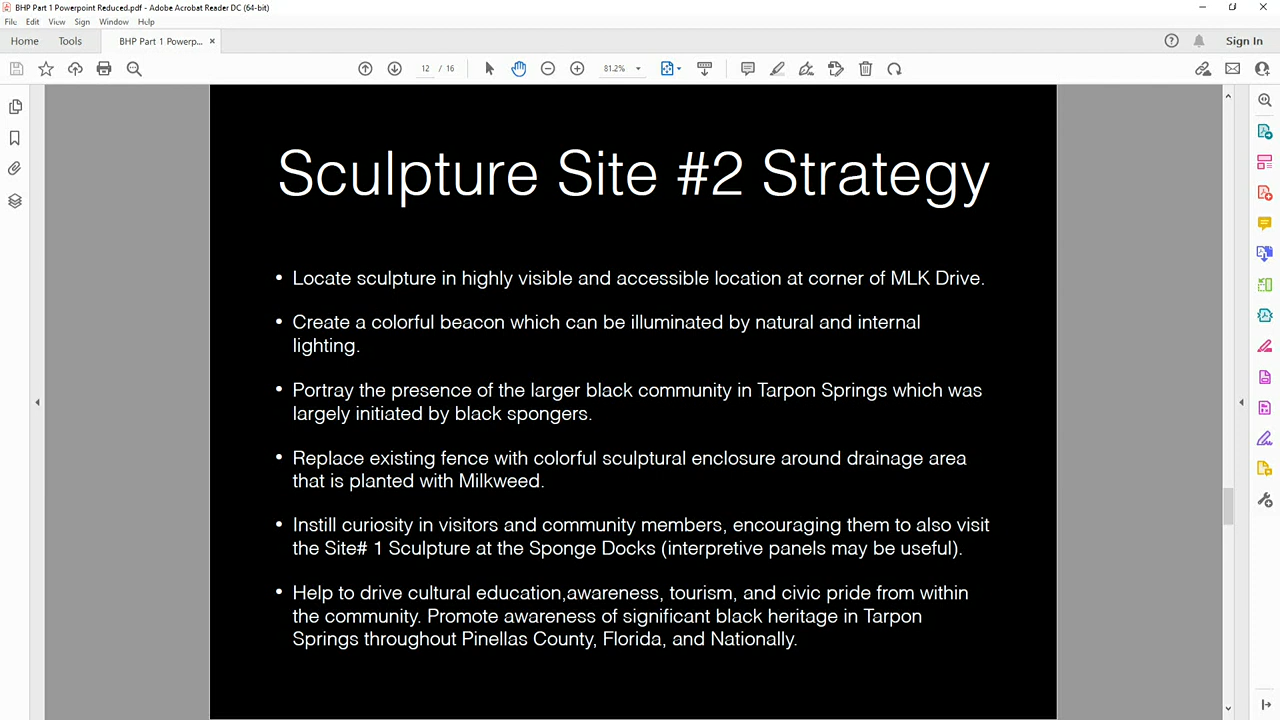 BHP Part 1 Powerpoint Reduced.pdf - Adobe Acrobat Reader DC (64-bit)
File Edit View Sign Window Help
Home Tools BHP Part 1 Powerp... Sign In
12 / 16 81.2%
Sculpture Site #2 Strategy
• Locate sculpture in highly visible and accessible location at corner of MLK Drive.
• Create a colorful beacon which can be illuminated by natural and internal
lighting.
• Portray the presence of the larger black community in Tarpon Springs which was
largely initiated by black spongers.
• Replace existing fence with colorful sculptural enclosure around drainage area
that is planted with Milkweed.
• Instill curiosity in visitors and community members, encouraging them to also visit
the Site# 1 Sculpture at the Sponge Docks (interpretive panels may be useful).
• Help to drive cultural education,awareness, tourism, and civic pride from within
the community. Promote awareness of significant black heritage in Tarpon
Springs throughout Pinellas County, Florida, and Nationally.